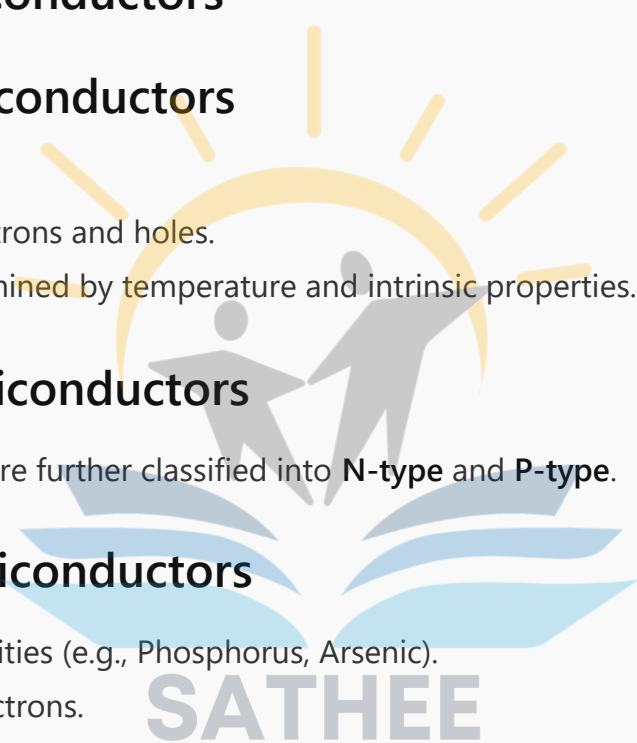 conductors
conductors
trons and holes.
nined by temperature and intrinsic properties.
iconductors
re further classified into N-type and P-type.
iconductors
ities (e.g., Phosphorus, Arsenic).
ctrons.
SATHEE